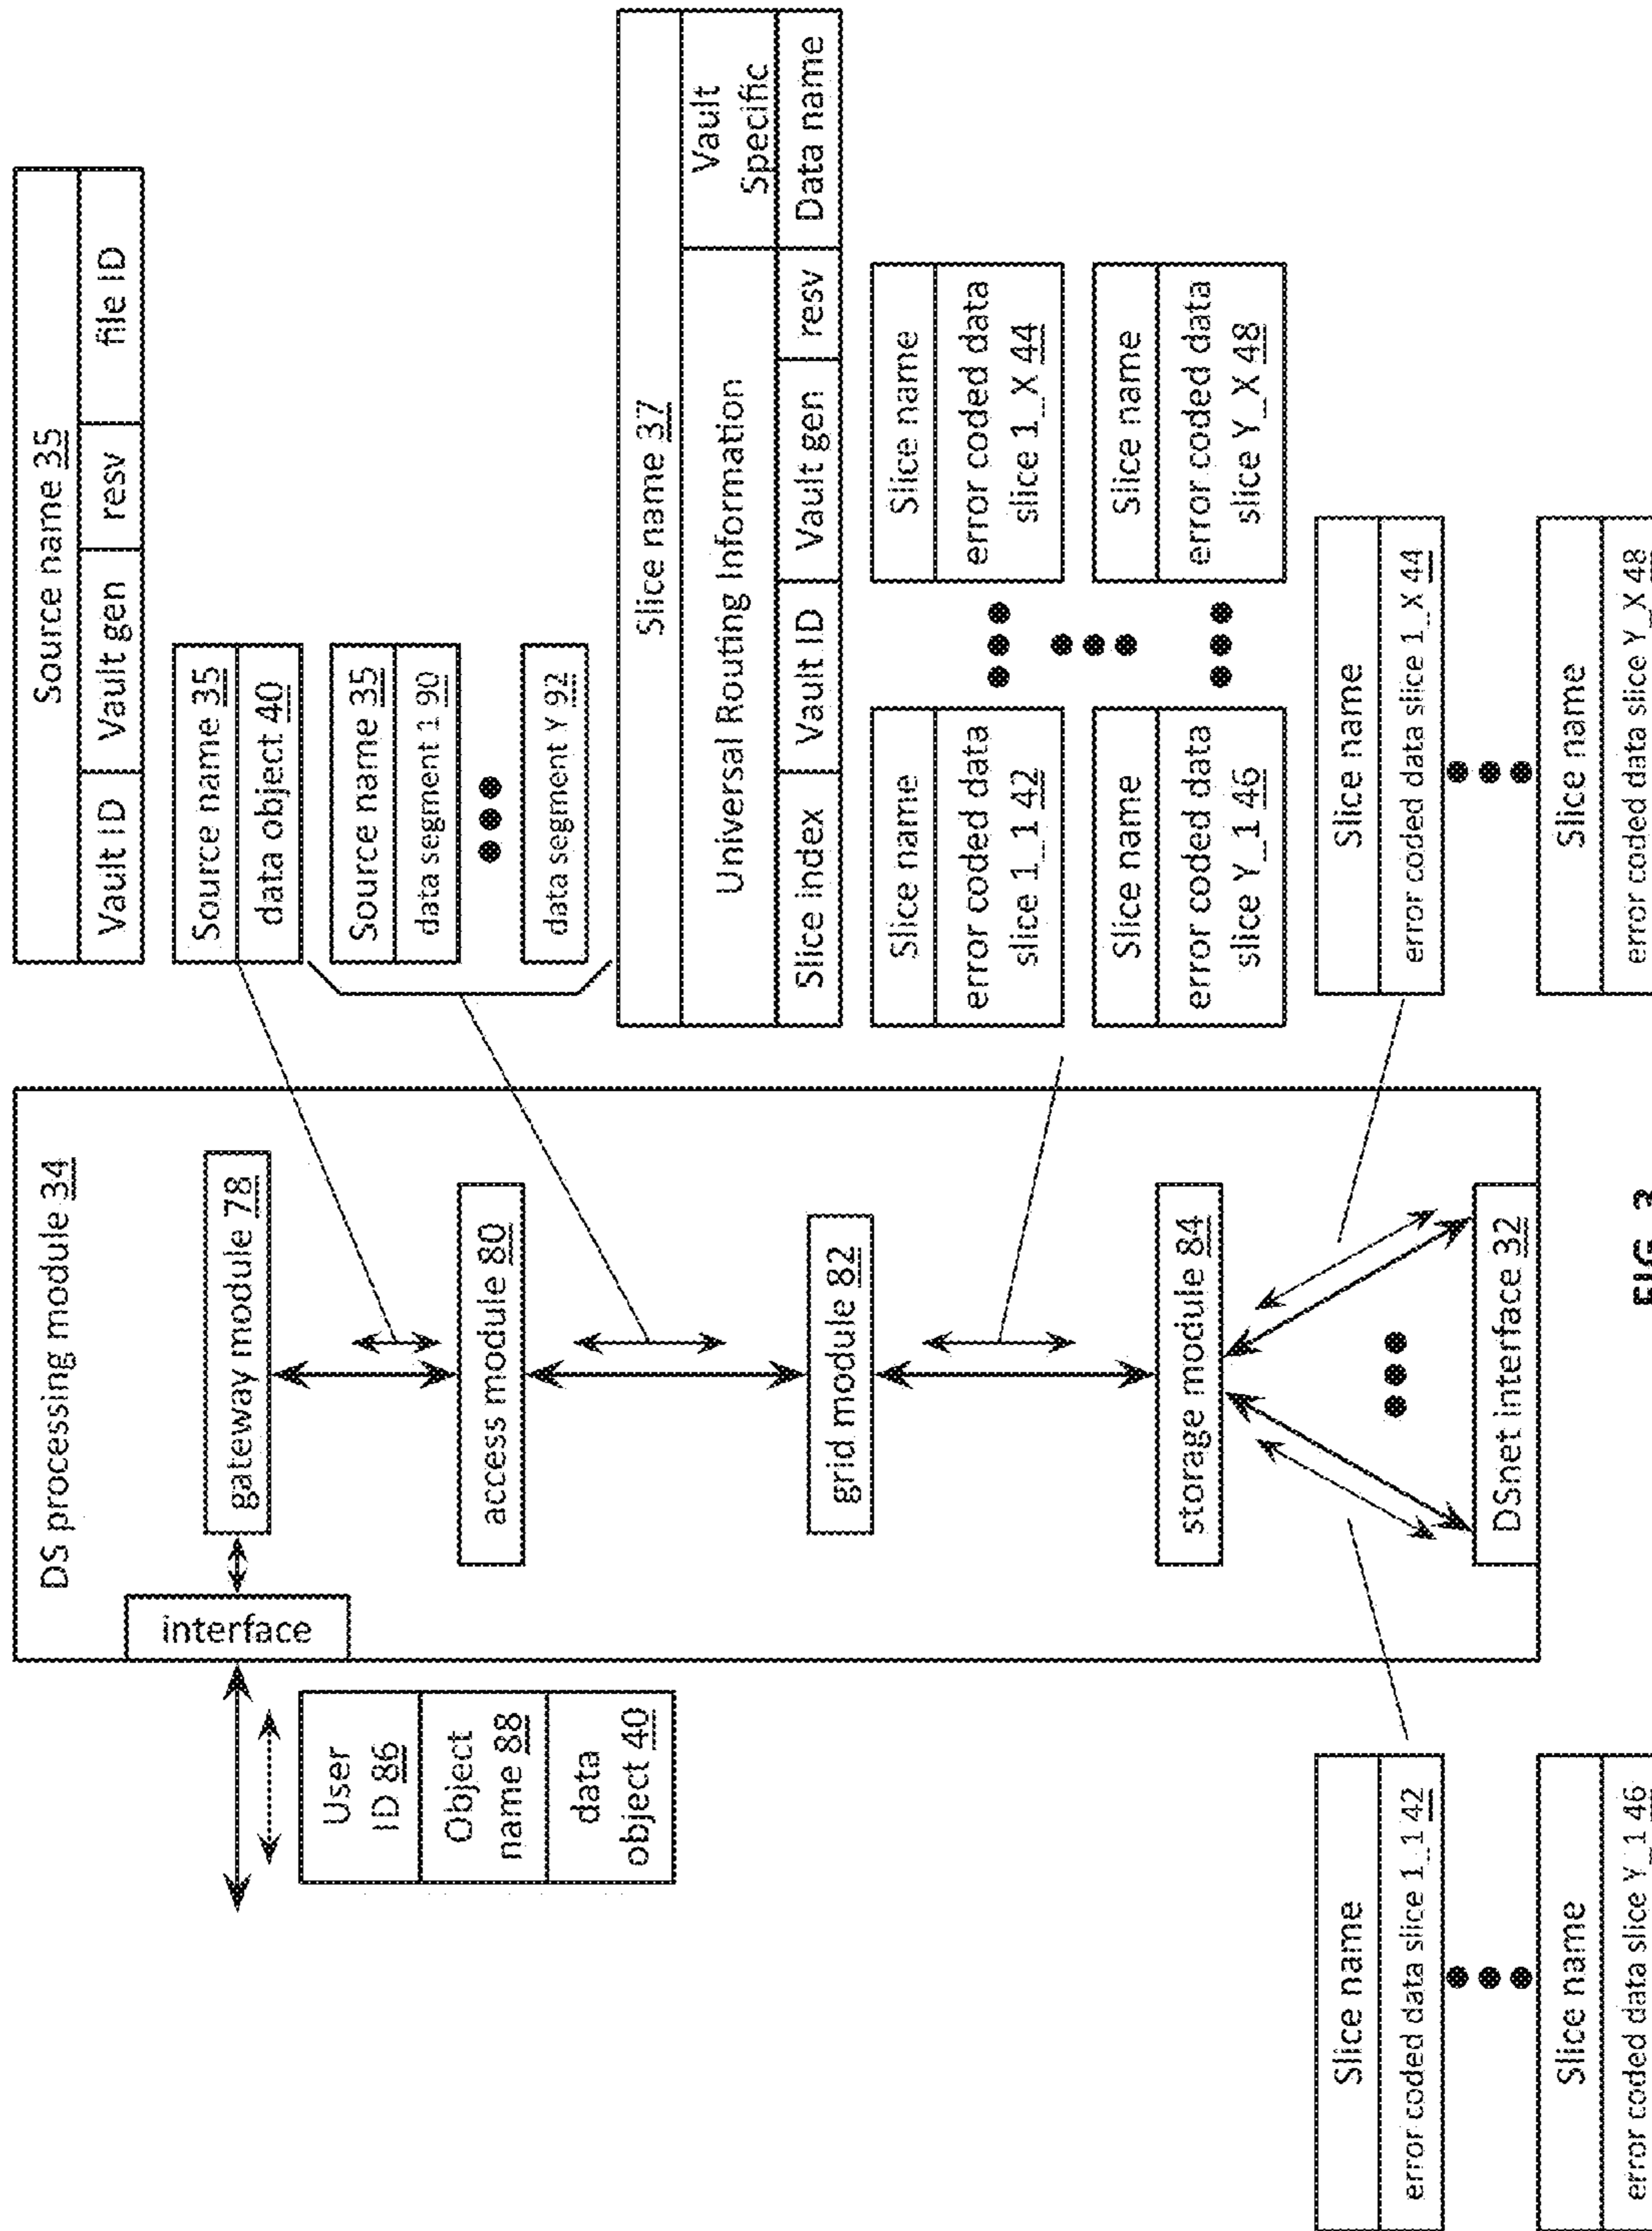 DS processing module 34
interface
gateway module 78
access module 80
grid module 82
storage module 84
DSnet interface 32
User
ID 86
Object
name 88
data
object 40
Source name 35
Vault ID
Vault gen
resv
file ID
Source name 35
data object 40
Source name 35
data segment 1 90
data segment Y 92
Slice name 37
Universal Routing Information
Vault
Specific
Slice index
Vault ID
Vault gen
resv
Data name
Slice name
error coded data
slice 1_1 42
Slice name
error coded data
slice 1_X 44
Slice name
error coded data
slice Y_1 46
Slice name
error coded data
slice Y_X 48
Slice name
error coded data slice 1_1 42
Slice name
error coded data slice Y_1 46
Slice name
error coded data slice 1_X 44
Slice name
error coded data slice Y_X 48
FIG. 3